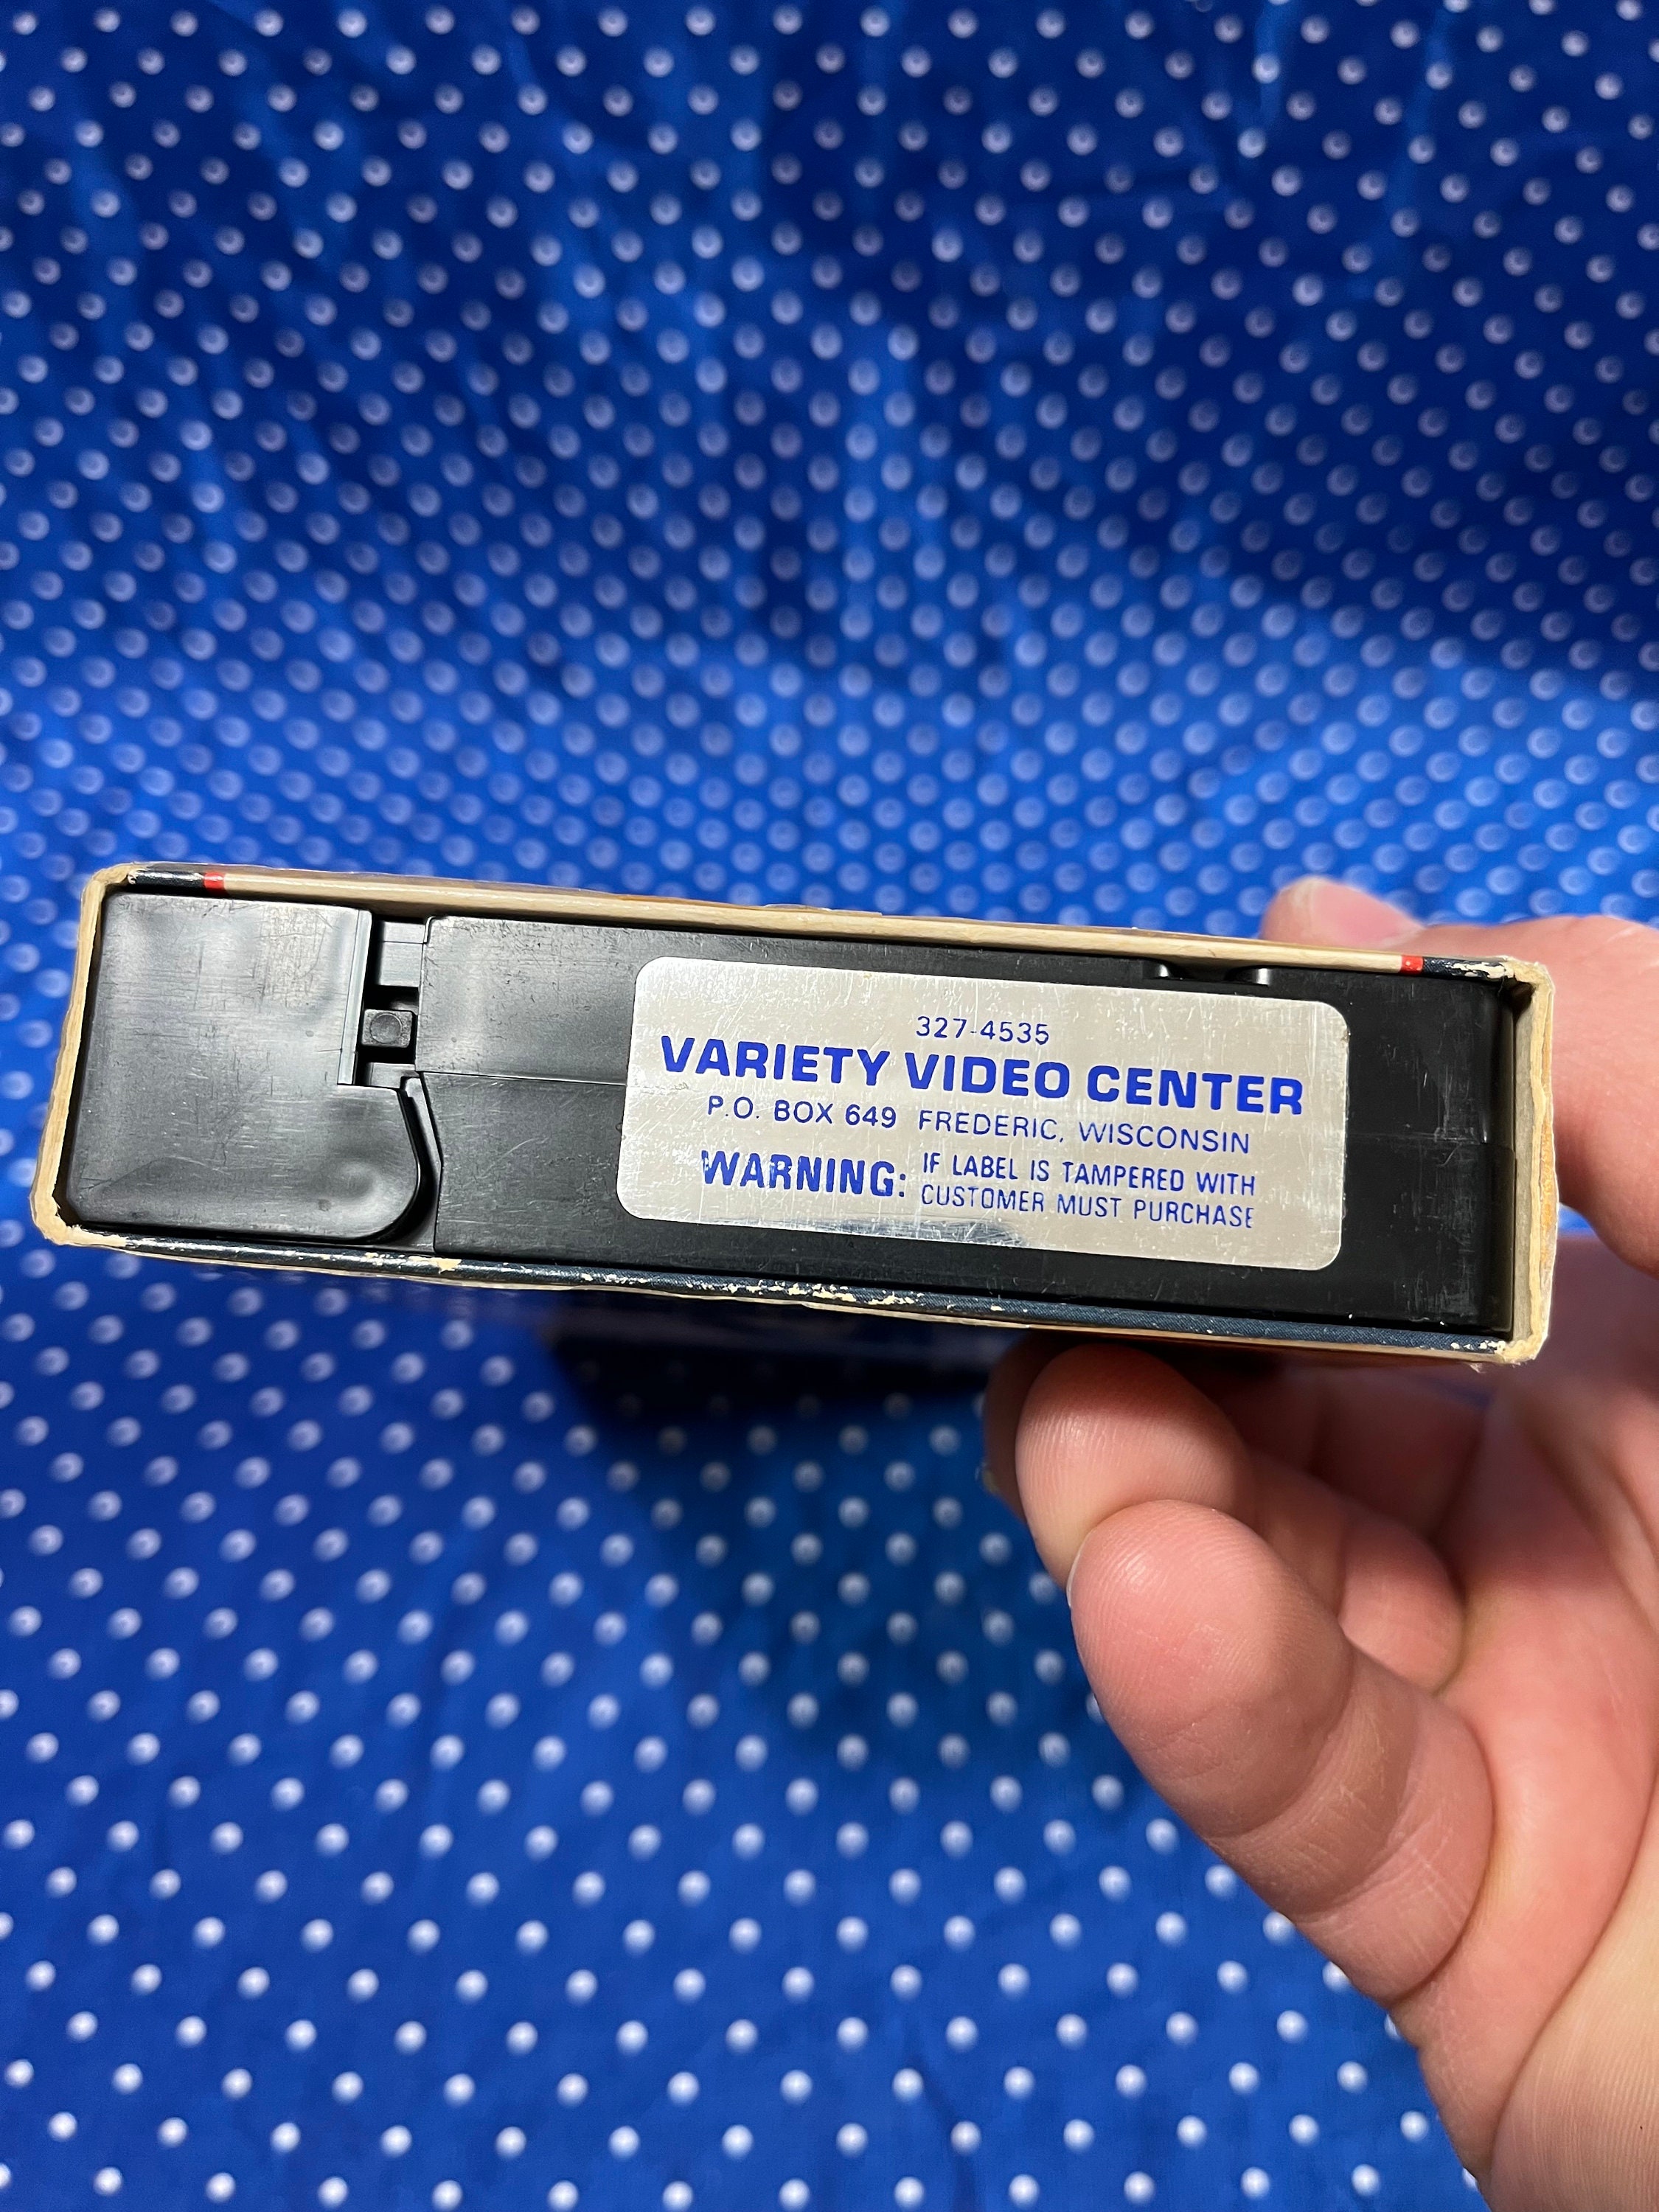 327-4535
VARIETY VIDEO CENTER
P.O. BOX 649 FREDERIC, WISCONSIN
WARNING: IF LABEL IS TAMPERED WITH
CUSTOMER MUST PURCHASE